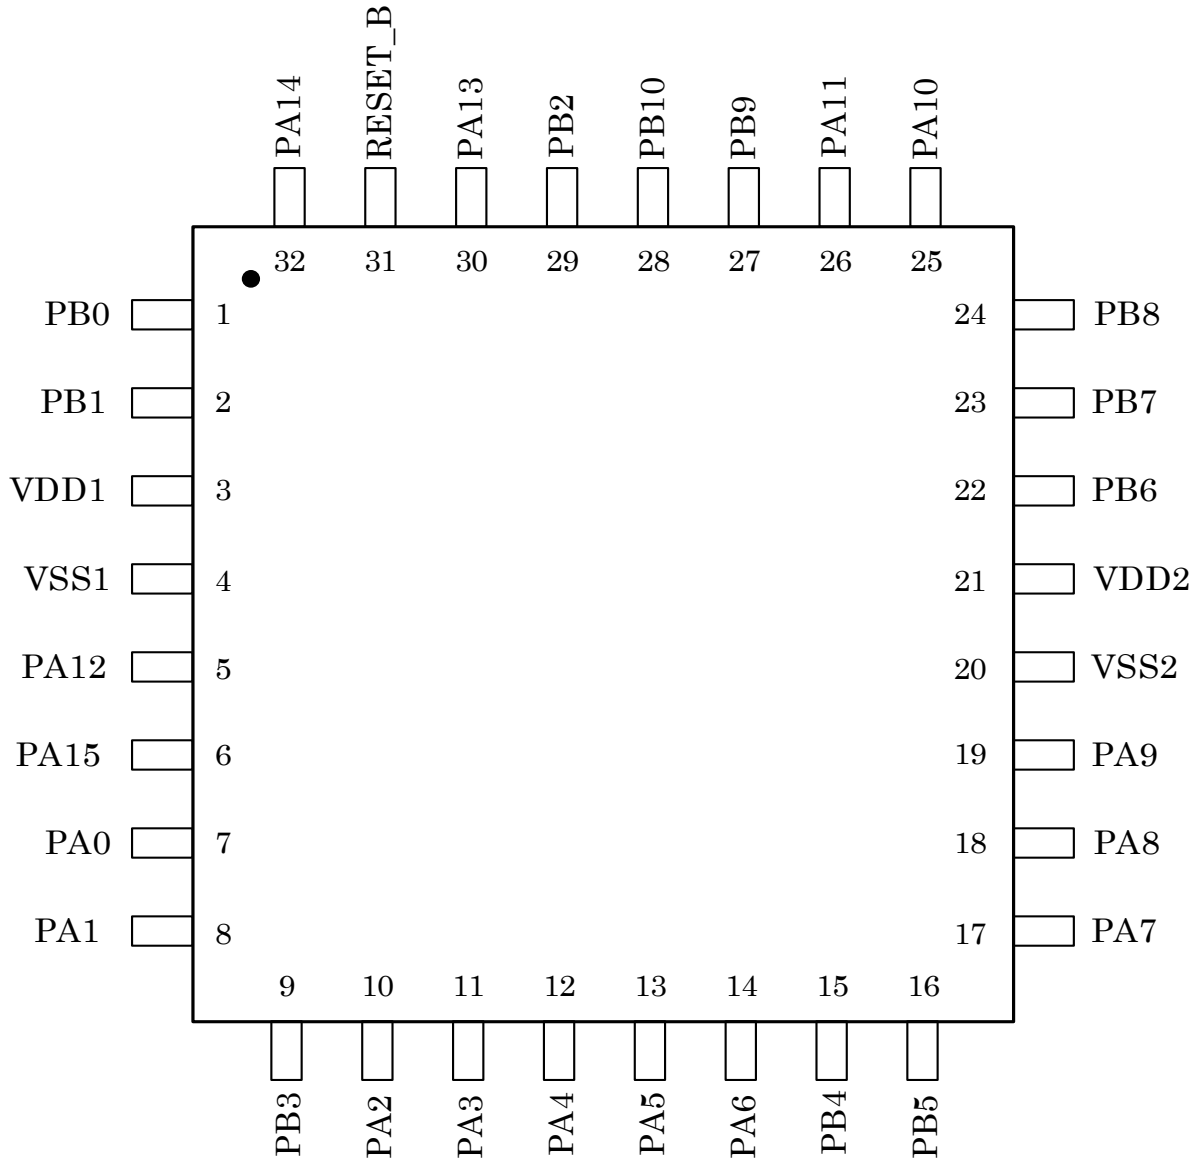 PA14 RESET_B PA13 PB2 PB10 PB9 PA11 PA10
32 31 30 29 28 27 26 25
PB0 1 24 PB8
PB1 2 23 PB7
VDD1 3 22 PB6
VSS1 4 21 VDD2
PA12 5 20 VSS2
PA15 6 19 PA9
PA0 7 18 PA8
PA1 8 17 PA7
9 10 11 12 13 14 15 16
PB3 PA2 PA3 PA4 PA5 PA6 PB4 PB5